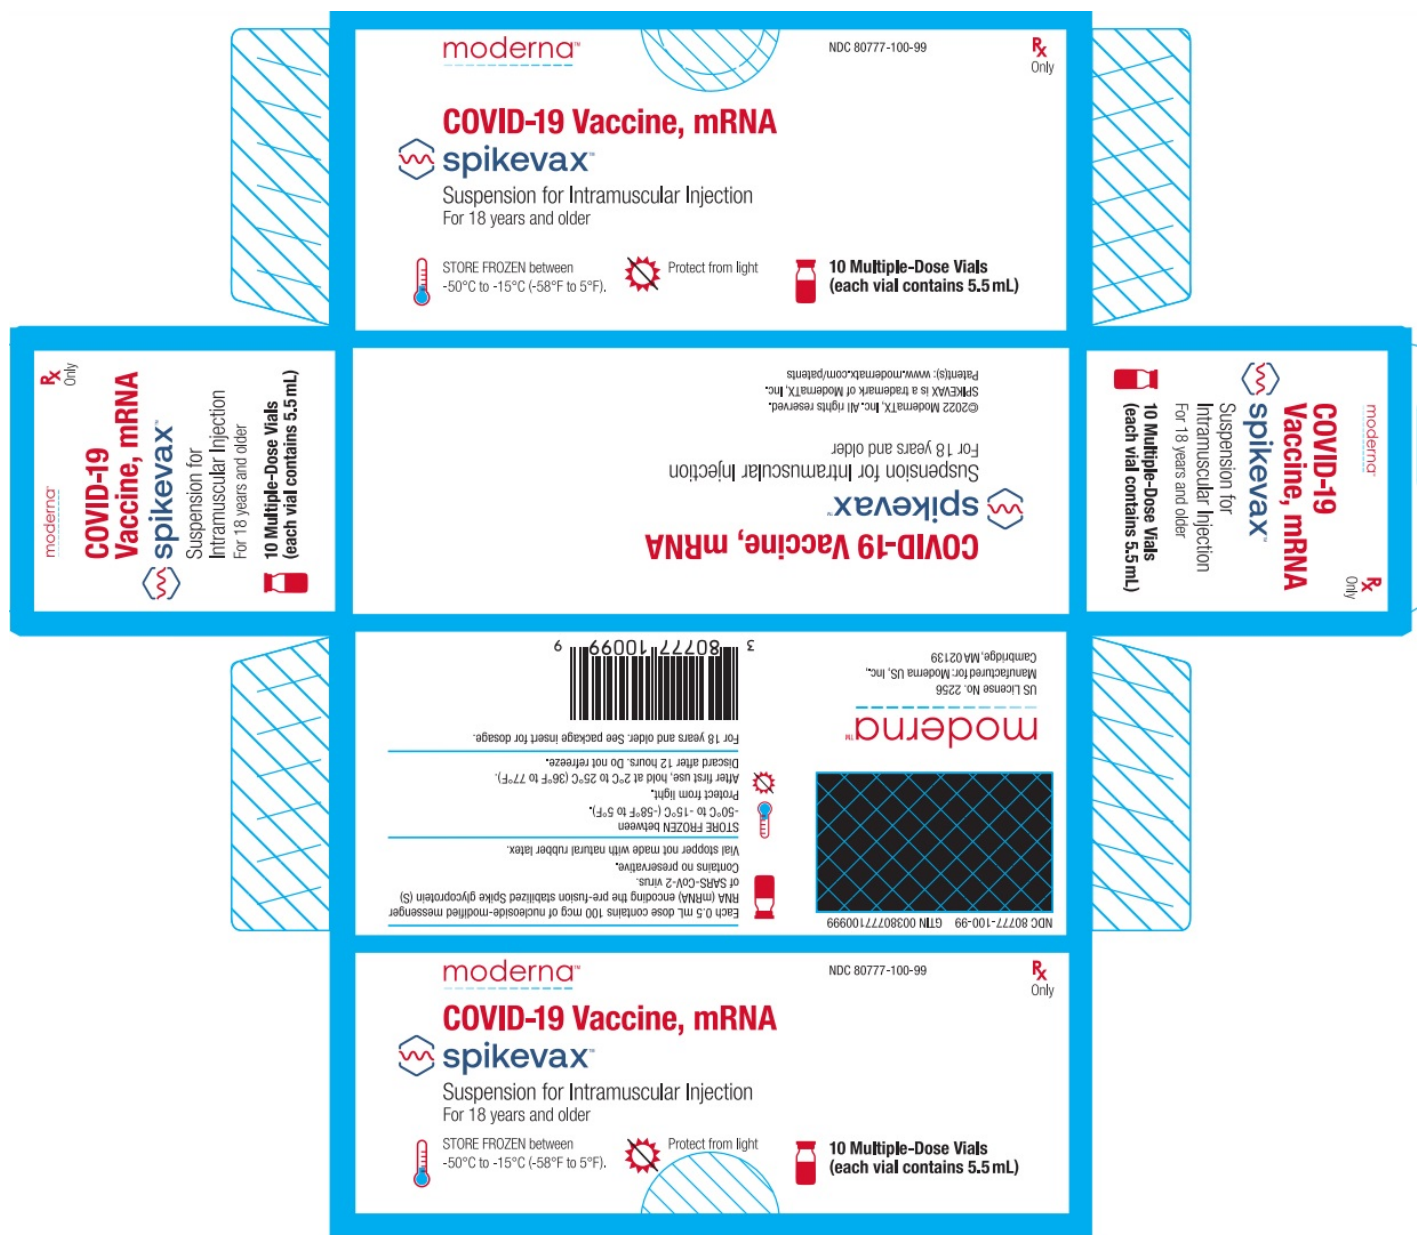 moderna™
NDC 80777-100-99
Rx
Only
COVID-19 Vaccine, mRNA
spikevax™
Suspension for Intramuscular Injection
For 18 years and older
STORE FROZEN between
-50°C to -15°C (-58°F to 5°F).
Protect from light
10 Multiple-Dose Vials
(each vial contains 5.5 mL)
moderna™
Rx
Only
COVID-19
Vaccine, mRNA
spikevax™
Suspension for
Intramuscular Injection
For 18 years and older
10 Multiple-Dose Vials
(each vial contains 5.5 mL)
COVID-19 Vaccine, mRNA
spikevax™
Suspension for Intramuscular Injection
For 18 years and older
©2022 ModernaTX, Inc. All rights reserved.
SPIKEVAX is a trademark of ModernaTX, Inc.
Patent(s): www.modernatx.com/patents
moderna™
Rx
Only
COVID-19
Vaccine, mRNA
spikevax™
Suspension for
Intramuscular Injection
For 18 years and older
10 Multiple-Dose Vials
(each vial contains 5.5 mL)
NDC 80777-100-99 GTIN 00380777100999
moderna™
US License No. 2256
Manufactured for: Moderna US, Inc.,
Cambridge, MA 02139
Each 0.5 mL dose contains 100 mcg of nucleoside-modified messenger
RNA (mRNA) encoding the pre-fusion stabilized Spike glycoprotein (S)
of SARS-CoV-2 virus.
Contains no preservative.
Vial stopper not made with natural rubber latex.
STORE FROZEN between
-50°C to -15°C (-58°F to 5°F).
Protect from light.
After first use, hold at 2°C to 25°C (36°F to 77°F).
Discard after 12 hours. Do not refreeze.
For 18 years and older. See package insert for dosage.
3 80777 10099 9
moderna™
NDC 80777-100-99
Rx
Only
COVID-19 Vaccine, mRNA
spikevax™
Suspension for Intramuscular Injection
For 18 years and older
STORE FROZEN between
-50°C to -15°C (-58°F to 5°F).
Protect from light
10 Multiple-Dose Vials
(each vial contains 5.5 mL)